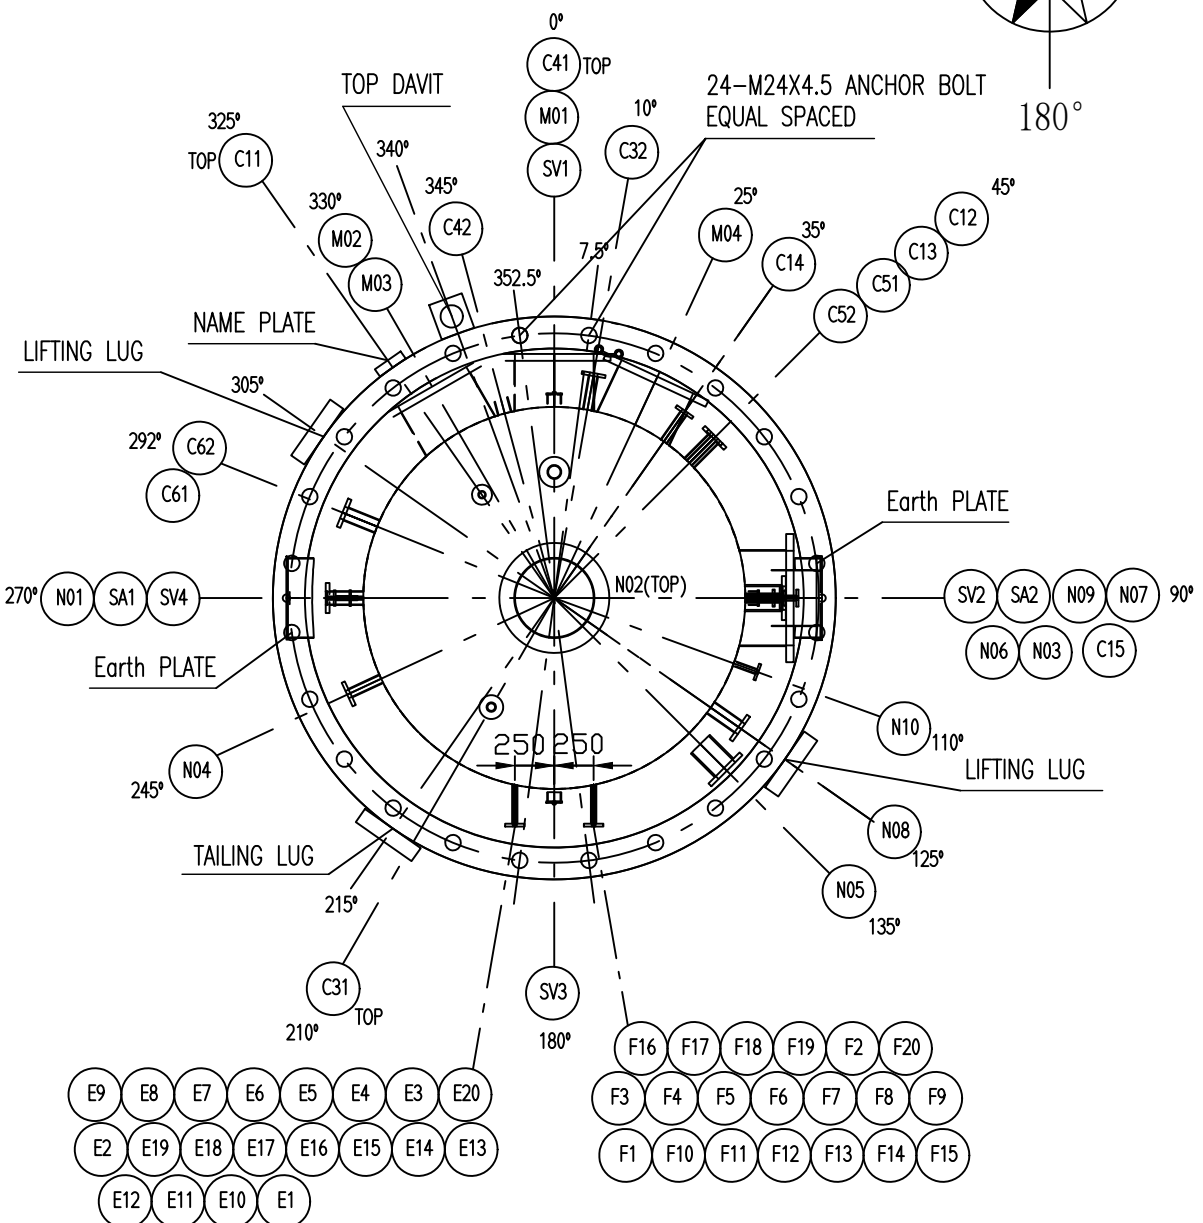 0°
C41 TOP
M01
SV1
TOP DAVIT
24-M24X4.5 ANCHOR BOLT
EQUAL SPACED
180°
325°
TOP C11
340°
10°
C32
330°
M02
M03
345°
C42
352.5°
7.5°
25°
M04
35°
C14
45°
C12
C13
C51
C52
NAME PLATE
LIFTING LUG
305°
292°
C62
C61
Earth PLATE
270° N01 SA1 SV4
N02(TOP)
SV2 SA2 N09 N07 90°
N06 N03 C15
Earth PLATE
N04
245°
250 250
N10
110°
LIFTING LUG
N08
125°
N05
135°
TAILING LUG
215°
C31
TOP
210°
SV3
180°
F16 F17 F18 F19 F2 F20
F3 F4 F5 F6 F7 F8 F9
F1 F10 F11 F12 F13 F14 F15
E9 E8 E7 E6 E5 E4 E3 E20
E2 E19 E18 E17 E16 E15 E14 E13
E12 E11 E10 E1